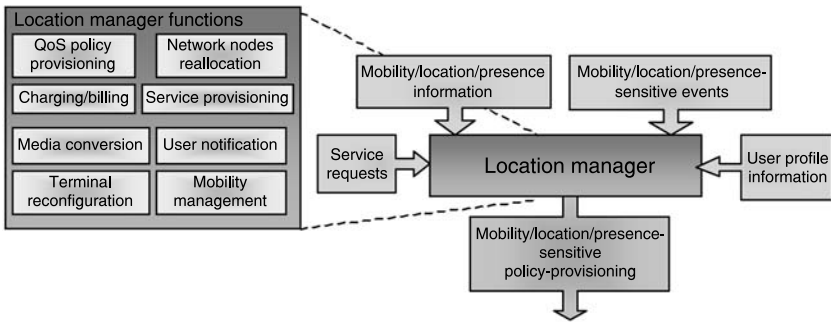 Location manager functions
QoS policy
provisioning
Network nodes
reallocation
Charging/billing
Service provisioning
Media conversion
User notification
Terminal
reconfiguration
Mobility
management
Mobility/location/presence
information
Mobility/location/presence-
sensitive events
Service
requests
Location manager
User profile
information
Mobility/location/presence-
sensitive
policy-provisioning